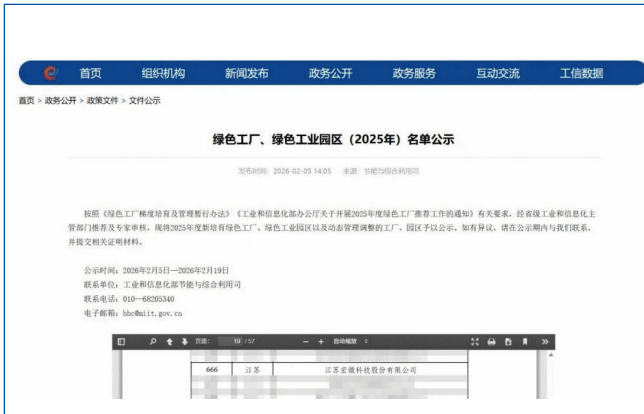 首页 组织机构 新闻发布 政务公开 政务服务 互动交流 工信数据
首页 > 政务公开 > 政策文件 > 文件公示
绿色工厂、绿色工业园区（2025年）名单公示
发布时间：2026-02-05 14:05 来源：节能与综合利用司
按照《绿色工厂梯度培育及管理暂行办法》《工业和信息化部办公厅关于开展2025年度绿色工厂推荐工作的通知》有关要求，经省级工业和信息化主
管部门推荐及专家审核，现将2025年度新培育绿色工厂、绿色工业园区以及动态管理调整的工厂、园区予以公示。如有异议，请在公示期内与我们联系，
并提交相关证明材料。
公示时间：2026年2月5日—2026年2月19日
联系单位：工业和信息化部节能与综合利用司
联系电话：010—68205340
电子邮箱：hbc@miit.gov.cn
页面： 19 / 57 − + 自动缩放
666 江苏 江苏宏微科技股份有限公司